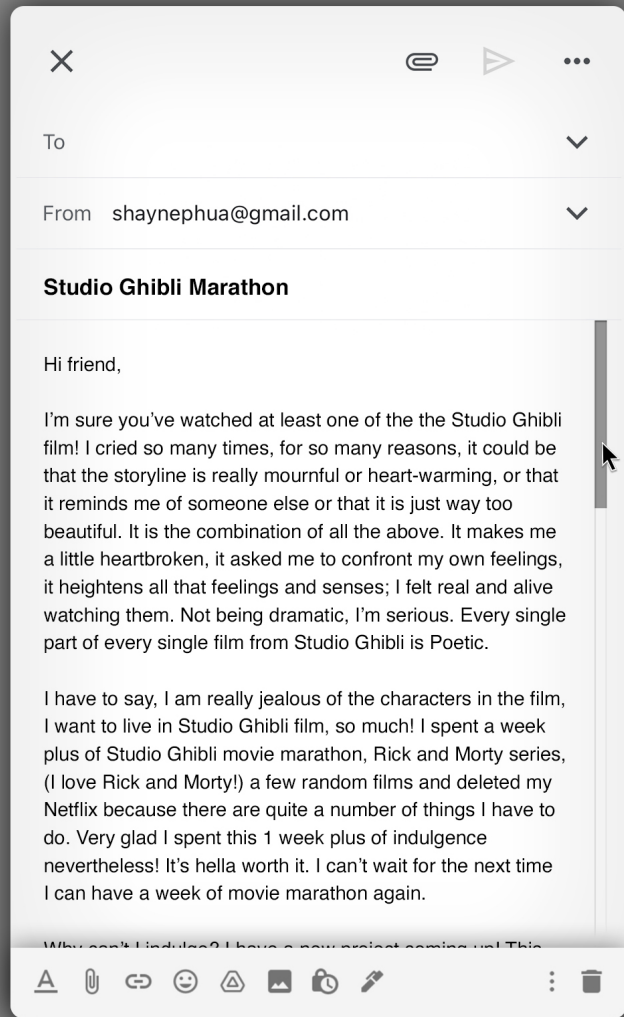 To
From shaynephua@gmail.com
Studio Ghibli Marathon
Hi friend,
I'm sure you've watched at least one of the the Studio Ghibli
film! I cried so many times, for so many reasons, it could be
that the storyline is really mournful or heart-warming, or that
it reminds me of someone else or that it is just way too
beautiful. It is the combination of all the above. It makes me
a little heartbroken, it asked me to confront my own feelings,
it heightens all that feelings and senses; I felt real and alive
watching them. Not being dramatic, I'm serious. Every single
part of every single film from Studio Ghibli is Poetic.
I have to say, I am really jealous of the characters in the film,
I want to live in Studio Ghibli film, so much! I spent a week
plus of Studio Ghibli movie marathon, Rick and Morty series,
(I love Rick and Morty!) a few random films and deleted my
Netflix because there are quite a number of things I have to
do. Very glad I spent this 1 week plus of indulgence
nevertheless! It's hella worth it. I can't wait for the next time
I can have a week of movie marathon again.
Why can't I indulge? I have a new project coming up! This